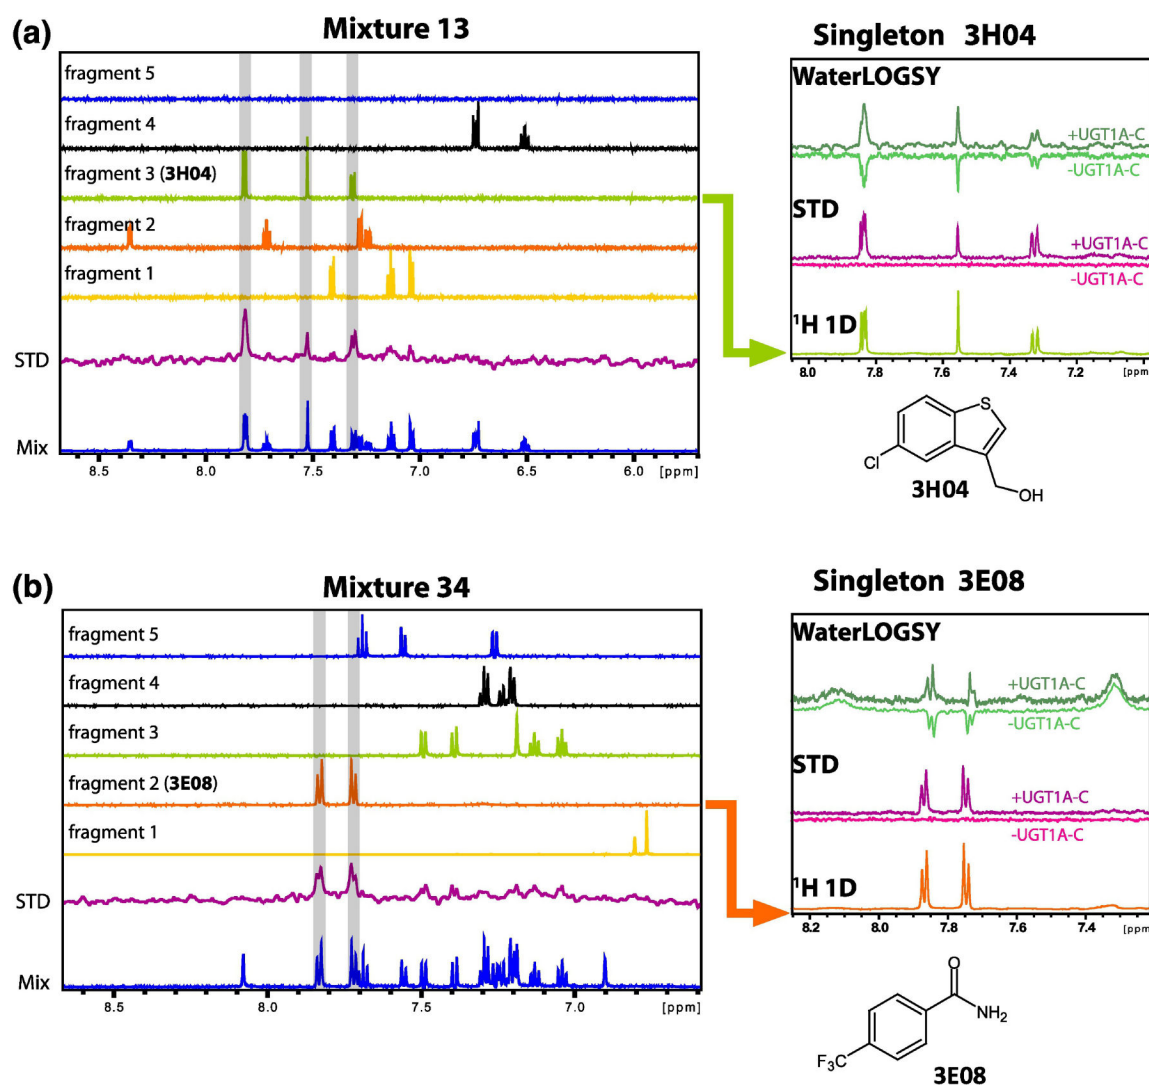 (a)
Mixture 13
fragment 5
fragment 4
fragment 3 (3H04)
fragment 2
fragment 1
STD
Mix
8.5 8.0 7.5 7.0 6.5 6.0 [ppm]
Singleton 3H04
WaterLOGSY
+UGT1A-C
-UGT1A-C
STD
+UGT1A-C
-UGT1A-C
¹H 1D
8.0 7.8 7.6 7.4 7.2 [ppm]
S
Cl
OH
3H04
(b)
Mixture 34
fragment 5
fragment 4
fragment 3
fragment 2 (3E08)
fragment 1
STD
Mix
8.5 8.0 7.5 7.0 [ppm]
Singleton 3E08
WaterLOGSY
+UGT1A-C
-UGT1A-C
STD
+UGT1A-C
-UGT1A-C
¹H 1D
8.2 8.0 7.8 7.6 7.4 [ppm]
O
NH₂
F₃C
3E08